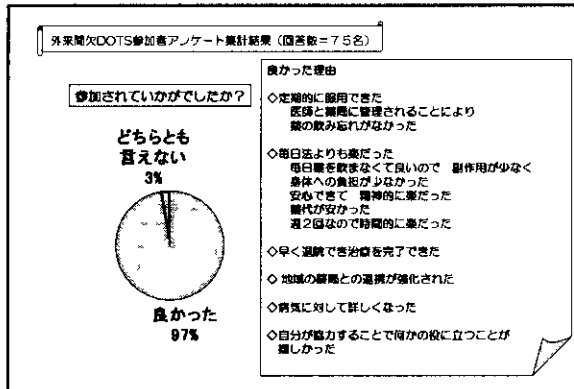 外来間欠DOTS参加者アンケート集計結果（回答数=75名）
参加されていかがでしたか？
どちらとも
言えない
3%
良かった
97%
良かった理由
◇定期的に服用できた
医師と薬局に管理されることにより
薬の飲み忘れがなかった
◇毎日法よりも楽だった
毎日薬を飲まなくて良いので 副作用が少なく
身体への負担が少なかった
安心できて 精神的に楽だった
薬代が安かった
週2回なので時間的に楽だった
◇早く退院でき治療を完了できた
◇ 地域の薬局との連携が強化された
◇病気に対して詳しくなった
◇自分が協力することで何かの役に立つことが
嬉しかった